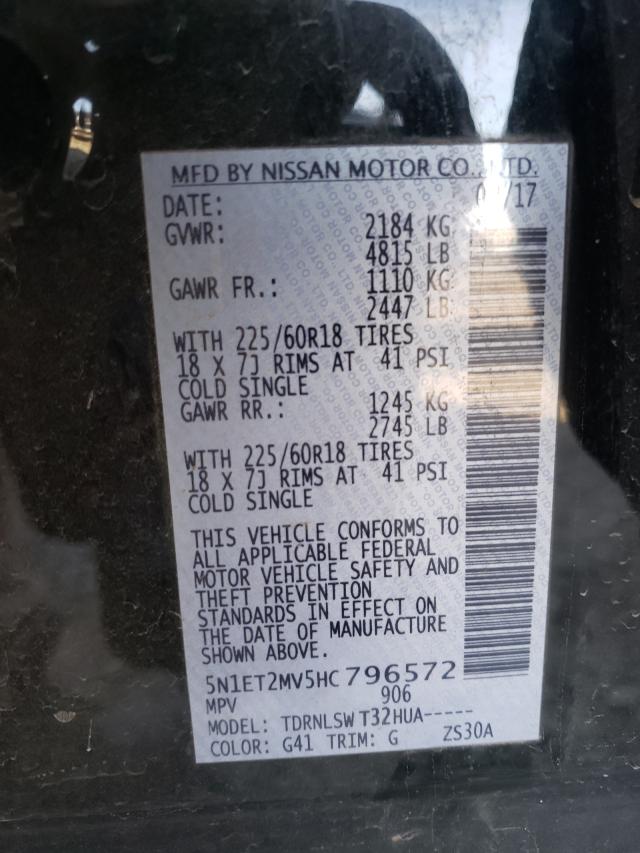 MFD BY NISSAN MOTOR CO., LTD.
DATE: /17
GVWR: 2184 KG
4815 LB
GAWR FR.: 1110 KG
2447 LB
WITH 225/60R18 TIRES
18 X 7J RIMS AT 41 PSI
COLD SINGLE
GAWR RR.: 1245 KG
2745 LB
WITH 225/60R18 TIRES
18 X 7J RIMS AT 41 PSI
COLD SINGLE
THIS VEHICLE CONFORMS TO
ALL APPLICABLE FEDERAL
MOTOR VEHICLE SAFETY AND
THEFT PREVENTION
STANDARDS IN EFFECT ON
THE DATE OF MANUFACTURE
SHOWN ABOVE.
5N1ET2MV5HC796572
MPV 906
MODEL: TDRNLSW T32HUA-----
COLOR: G41 TRIM: G ZS30A